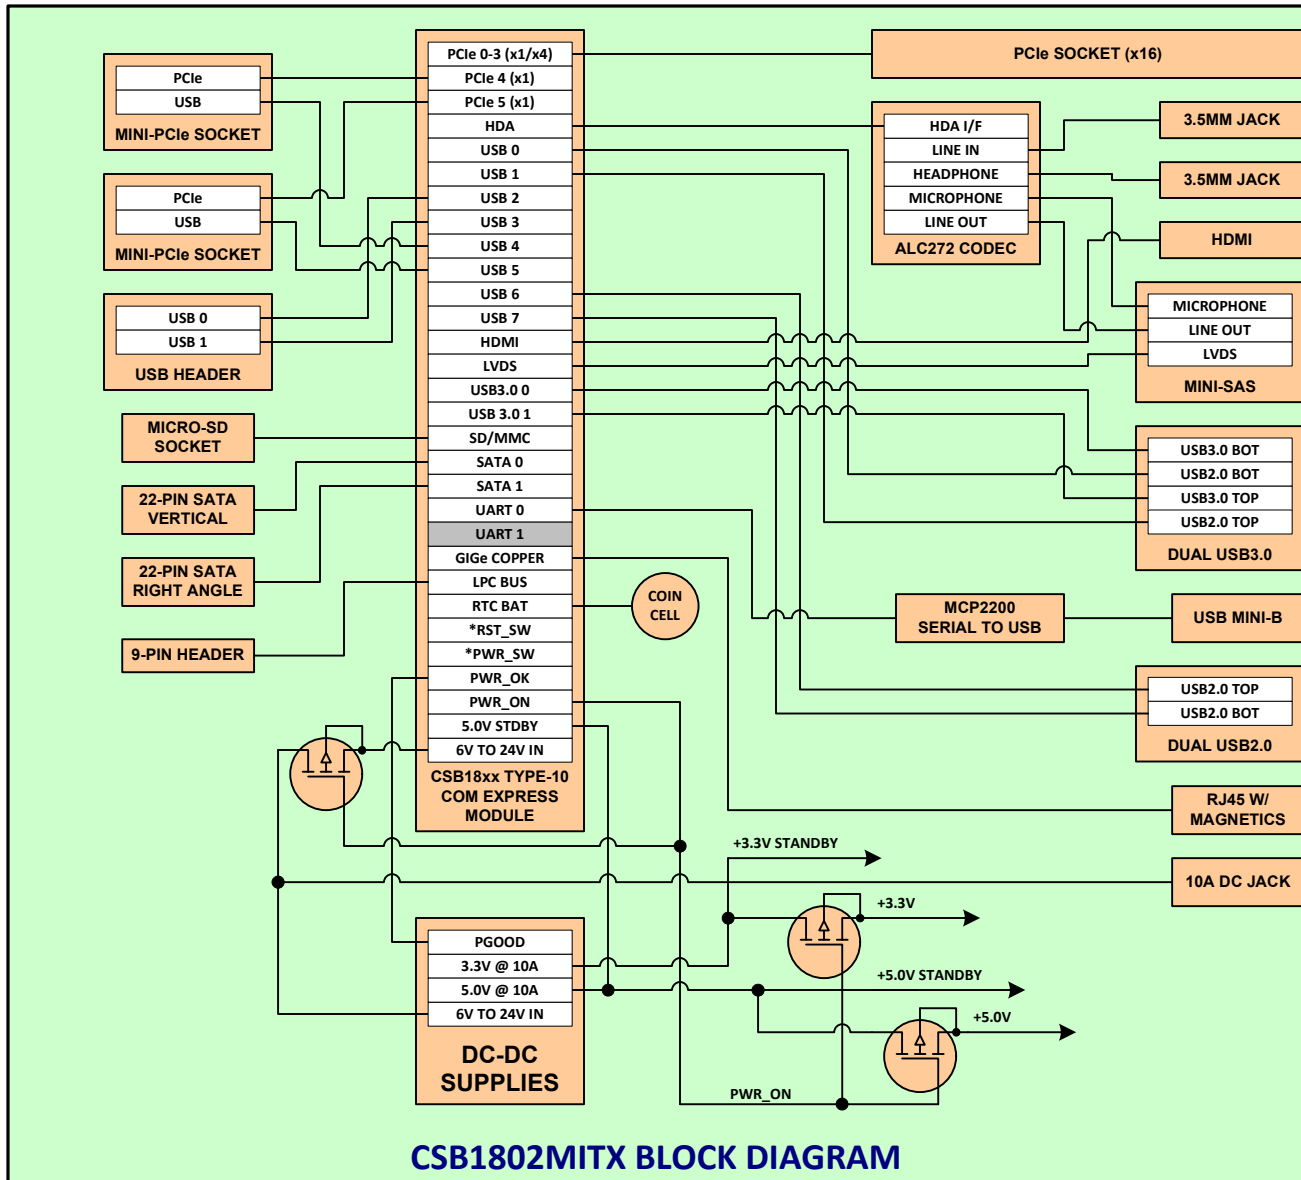 PCIe
USB
MINI-PCIe SOCKET
PCIe
USB
MINI-PCIe SOCKET
USB 0
USB 1
USB HEADER
MICRO-SD
SOCKET
22-PIN SATA
VERTICAL
22-PIN SATA
RIGHT ANGLE
9-PIN HEADER
PCIe 0-3 (x1/x4)
PCIe 4 (x1)
PCIe 5 (x1)
HDA
USB 0
USB 1
USB 2
USB 3
USB 4
USB 5
USB 6
USB 7
HDMI
LVDS
USB3.0 0
USB 3.0 1
SD/MMC
SATA 0
SATA 1
UART 0
UART 1
GIGe COPPER
LPC BUS
RTC BAT
*RST_SW
*PWR_SW
PWR_OK
PWR_ON
5.0V STDBY
6V TO 24V IN
CSB18xx TYPE-10
COM EXPRESS
MODULE
COIN
CELL
PCIe SOCKET (x16)
HDA I/F
LINE IN
HEADPHONE
MICROPHONE
LINE OUT
ALC272 CODEC
3.5MM JACK
3.5MM JACK
HDMI
MICROPHONE
LINE OUT
LVDS
MINI-SAS
USB3.0 BOT
USB2.0 BOT
USB3.0 TOP
USB2.0 TOP
DUAL USB3.0
MCP2200
SERIAL TO USB
USB MINI-B
USB2.0 TOP
USB2.0 BOT
DUAL USB2.0
RJ45 W/
MAGNETICS
10A DC JACK
+3.3V STANDBY
+3.3V
+5.0V STANDBY
+5.0V
PWR_ON
PGOOD
3.3V @ 10A
5.0V @ 10A
6V TO 24V IN
DC-DC
SUPPLIES
CSB1802MITX BLOCK DIAGRAM